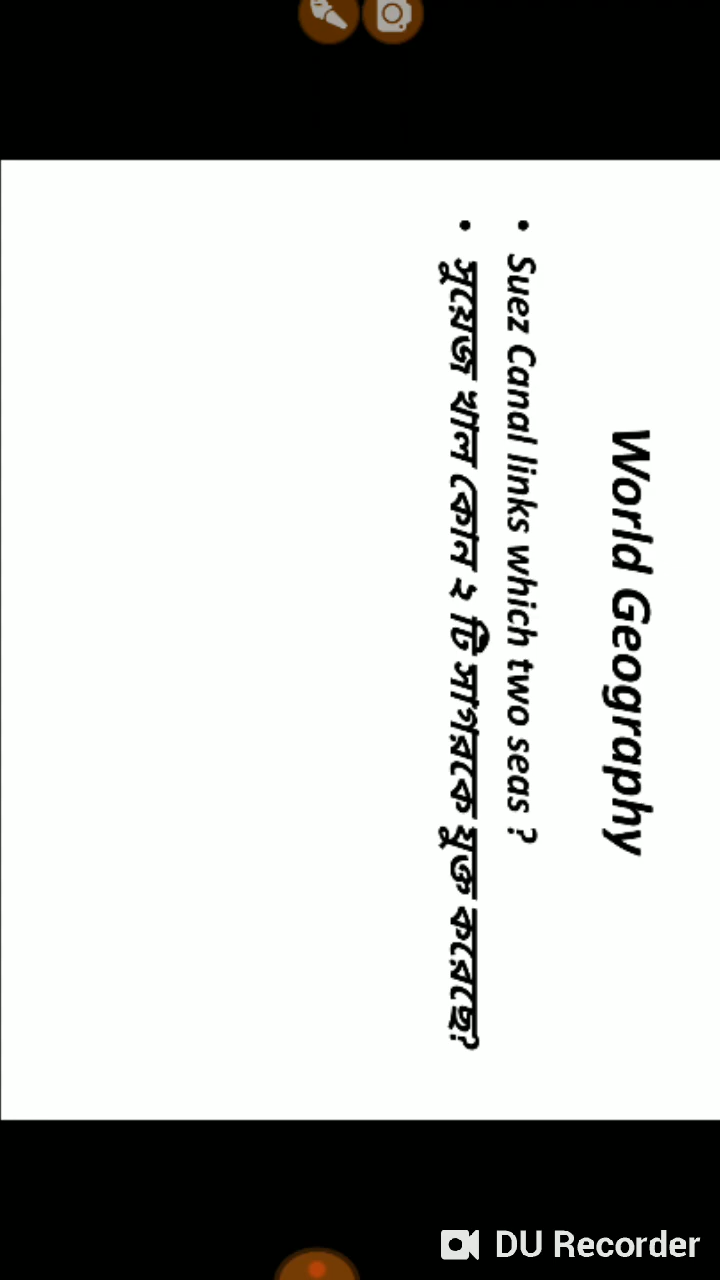 World Geography
• Suez Canal links which two seas ?
• সুয়েজ খাল কোন ২ টি সাগরকে যুক্ত করেছে?
DU Recorder